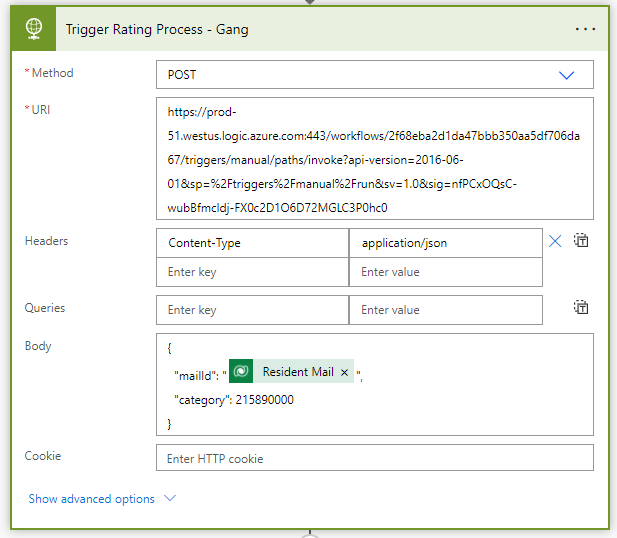 Trigger Rating Process - Gang
* Method
POST
* URI
https://prod-
51.westus.logic.azure.com:443/workflows/2f68eba2d1da47bbb350aa5df706da
67/triggers/manual/paths/invoke?api-version=2016-06-
01&sp=%2Ftriggers%2Fmanual%2Frun&sv=1.0&sig=nfPCxOQsC-
wubBfmcldj-FX0c2D1O6D72MGLC3P0hc0
Headers
Content-Type application/json
Enter key Enter value
Queries
Enter key Enter value
Body
{
"mailId": " Resident Mail × ",
"category": 215890000
}
Cookie
Enter HTTP cookie
Show advanced options